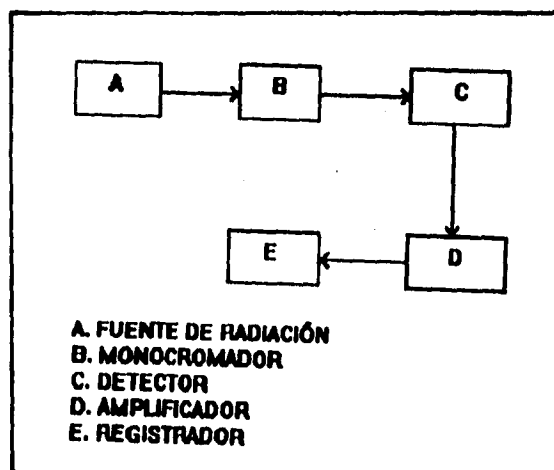 A
B
C
E
D
A. FUENTE DE RADIACIÓN
B. MONOCROMADOR
C. DETECTOR
D. AMPLIFICADOR
E. REGISTRADOR